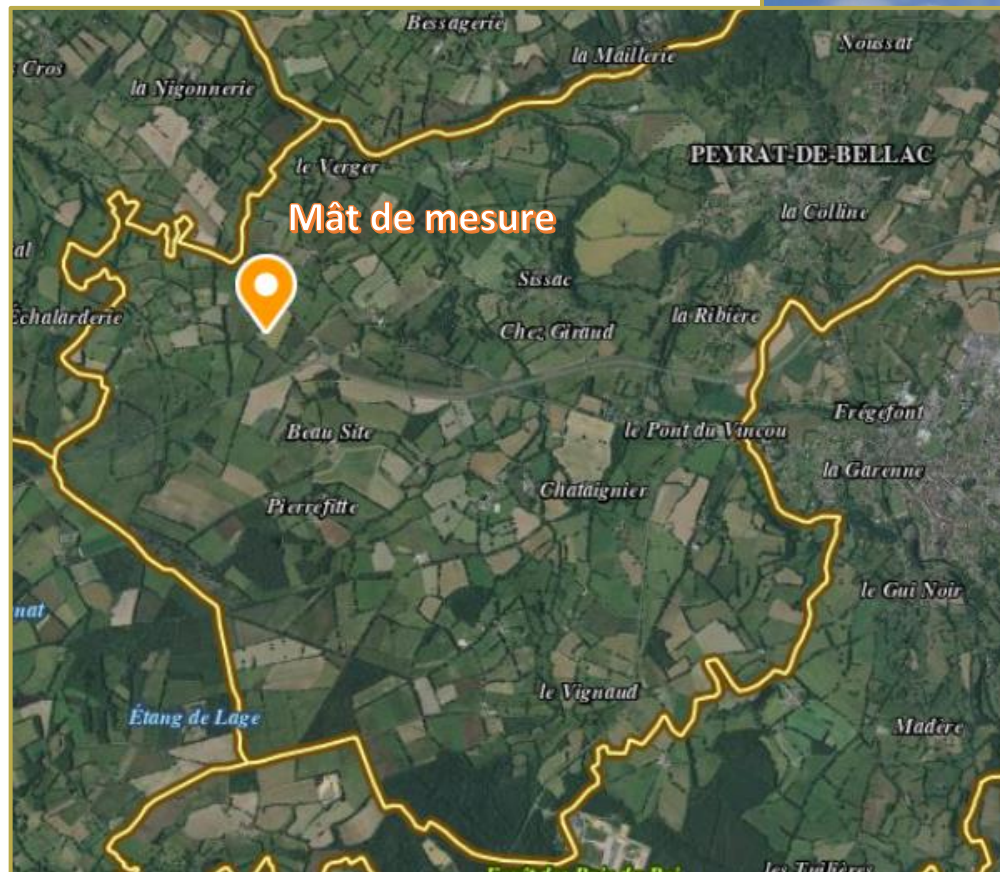 Bessagerie
la Maillerie
Noussat
Cros
la Nigonnerie
PEYRAT-DE-BELLAC
le Verger
la Colline
Mât de mesure
al
Sissac
Échalarderie
Chez Giraud
la Ribière
Frégefont
Beau Site
le Pont du Vincou
la Garenne
Chataignier
Pierrefitte
le Gui Noir
nat
le Vignaud
Étang de Lage
Madère
les Tuilières